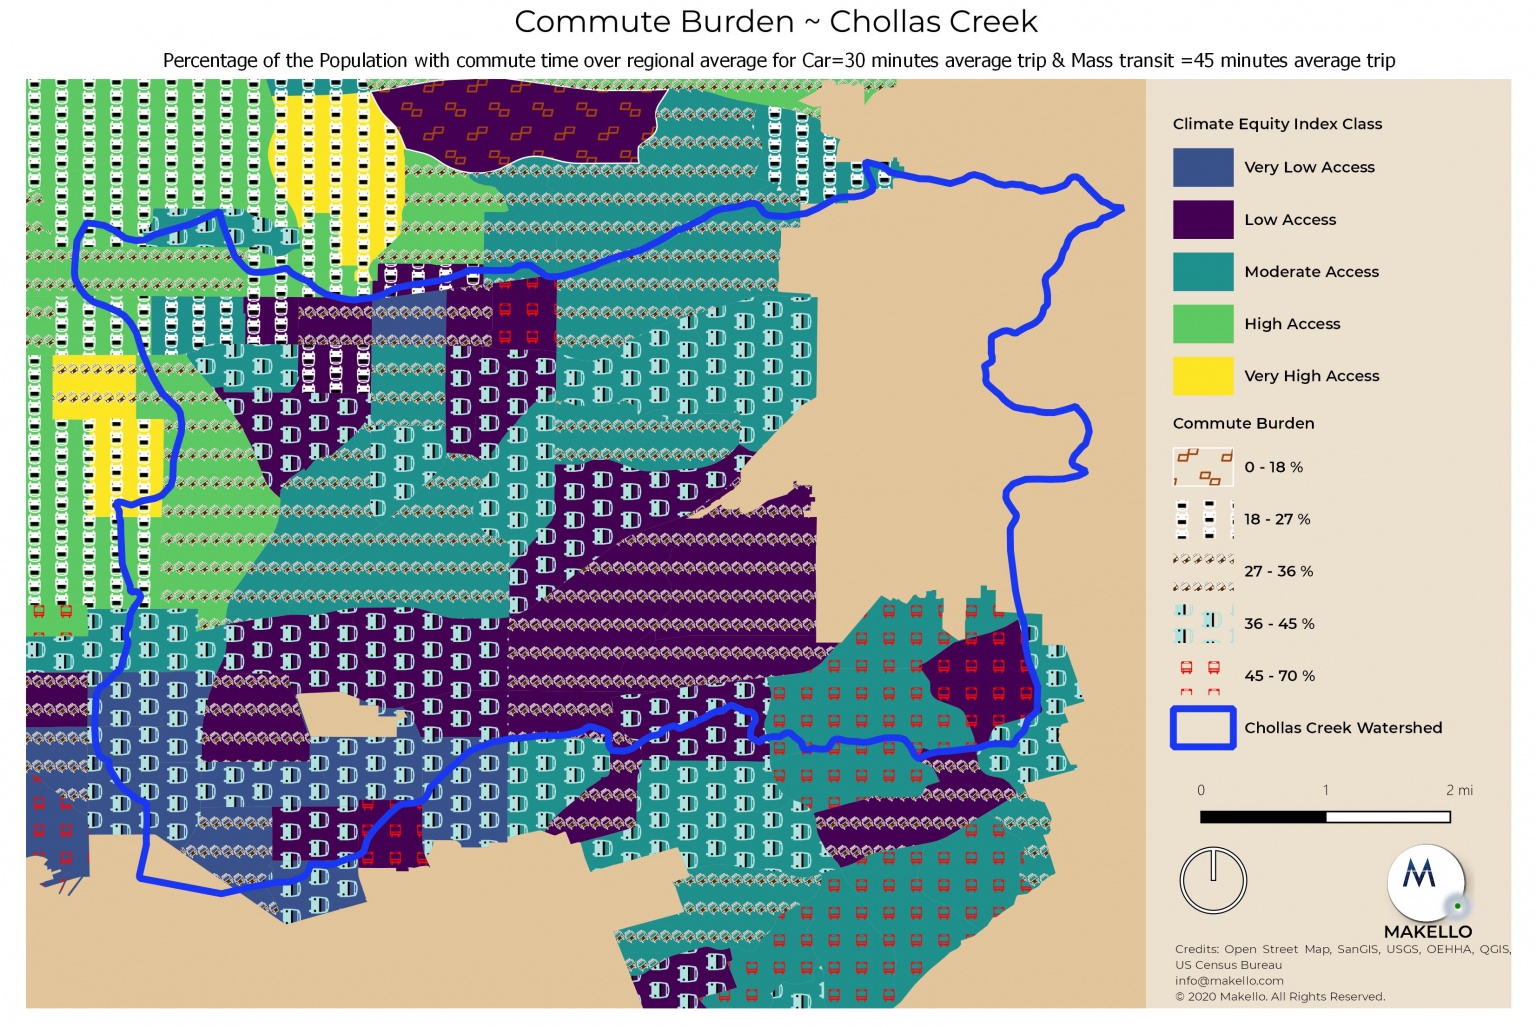 Commute Burden ~ Chollas Creek
Percentage of the Population with commute time over regional average for Car=30 minutes average trip & Mass transit =45 minutes average trip
Climate Equity Index Class
Very Low Access
Low Access
Moderate Access
High Access
Very High Access
Commute Burden
0 - 18 %
18 - 27 %
27 - 36 %
36 - 45 %
45 - 70 %
Chollas Creek Watershed
0 1 2 mi
M
MAKELLO
Credits: Open Street Map, SanGIS, USGS, OEHHA, QGIS,
US Census Bureau
info@makello.com
© 2020 Makello. All Rights Reserved.